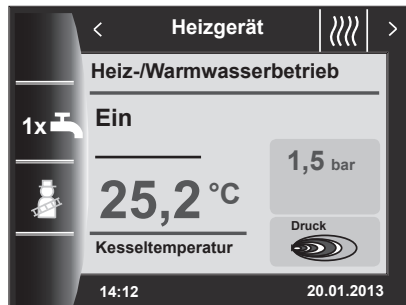 < Heizgerät >
Heiz-/Warmwasserbetrieb
1x
Ein
1,5 bar
25,2 °C
Druck
Kesseltemperatur
14:12 20.01.2013